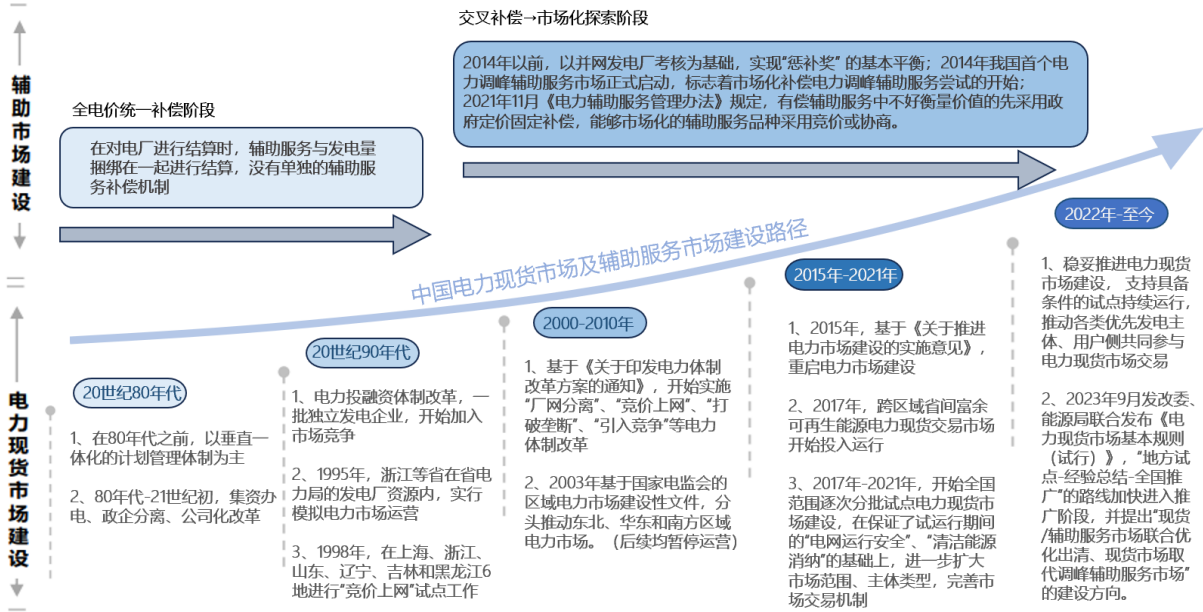 交叉补偿→市场化探索阶段
2014年以前，以并网发电厂考核为基础，实现“惩补奖” 的基本平衡；2014年我国首个电
力调峰辅助服务市场正式启动，标志着市场化补偿电力调峰辅助服务尝试的开始；
2021年11月《电力辅助服务管理办法》规定，有偿辅助服务中不好衡量价值的先采用政
府定价固定补偿，能够市场化的辅助服务品种采用竞价或协商。
辅助市场建设
全电价统一补偿阶段
在对电厂进行结算时，辅助服务与发电量
捆绑在一起进行结算，没有单独的辅助服
务补偿机制
中国电力现货市场及辅助服务市场建设路径
电力现货市场建设
20世纪80年代
1、在80年代之前，以垂直一
体化的计划管理体制为主
2、80年代-21世纪初，集资办
电、政企分离、公司化改革
20世纪90年代
1、电力投融资体制改革，一
批独立发电企业，开始加入
市场竞争
2、1995年，浙江等省在省电
力局的发电厂资源内，实行
模拟电力市场运营
3、1998年，在上海、浙江、
山东、辽宁、吉林和黑龙江6
地进行“竞价上网”试点工作
2000-2010年
1、基于《关于印发电力体制
改革方案的通知》，开始实施
“厂网分离”、“竞价上网”、“打
破垄断”、“引入竞争”等电力
体制改革
2、2003年基于国家电监会的
区域电力市场建设性文件，分
头推动东北、华东和南方区域
电力市场。（后续均暂停运营）
2015年-2021年
1、2015年，基于《关于推进
电力市场建设的实施意见》，
重启电力市场建设
2、2017年，跨区域省间富余
可再生能源电力现货交易市场
开始投入运行
3、2017年-2021年，开始全国
范围逐次分批试点电力现货市
场建设，在保证了试运行期间
的“电网运行安全”、“清洁能源
消纳”的基础上，进一步扩大
市场范围、主体类型，完善市
场交易机制
2022年-至今
1、稳妥推进电力现货
市场建设， 支持具备
条件的试点持续运行，
推动各类优先发电主
体、用户侧共同参与
电力现货市场交易
2、2023年9月发改委、
能源局联合发布《电
力现货市场基本规则
（试行）》，“地方试
点-经验总结-全国推
广”的路线加快进入推
广阶段，并提出“现货
/辅助服务市场联合优
化出清、现货市场取
代调峰辅助服务市场”
的建设方向。